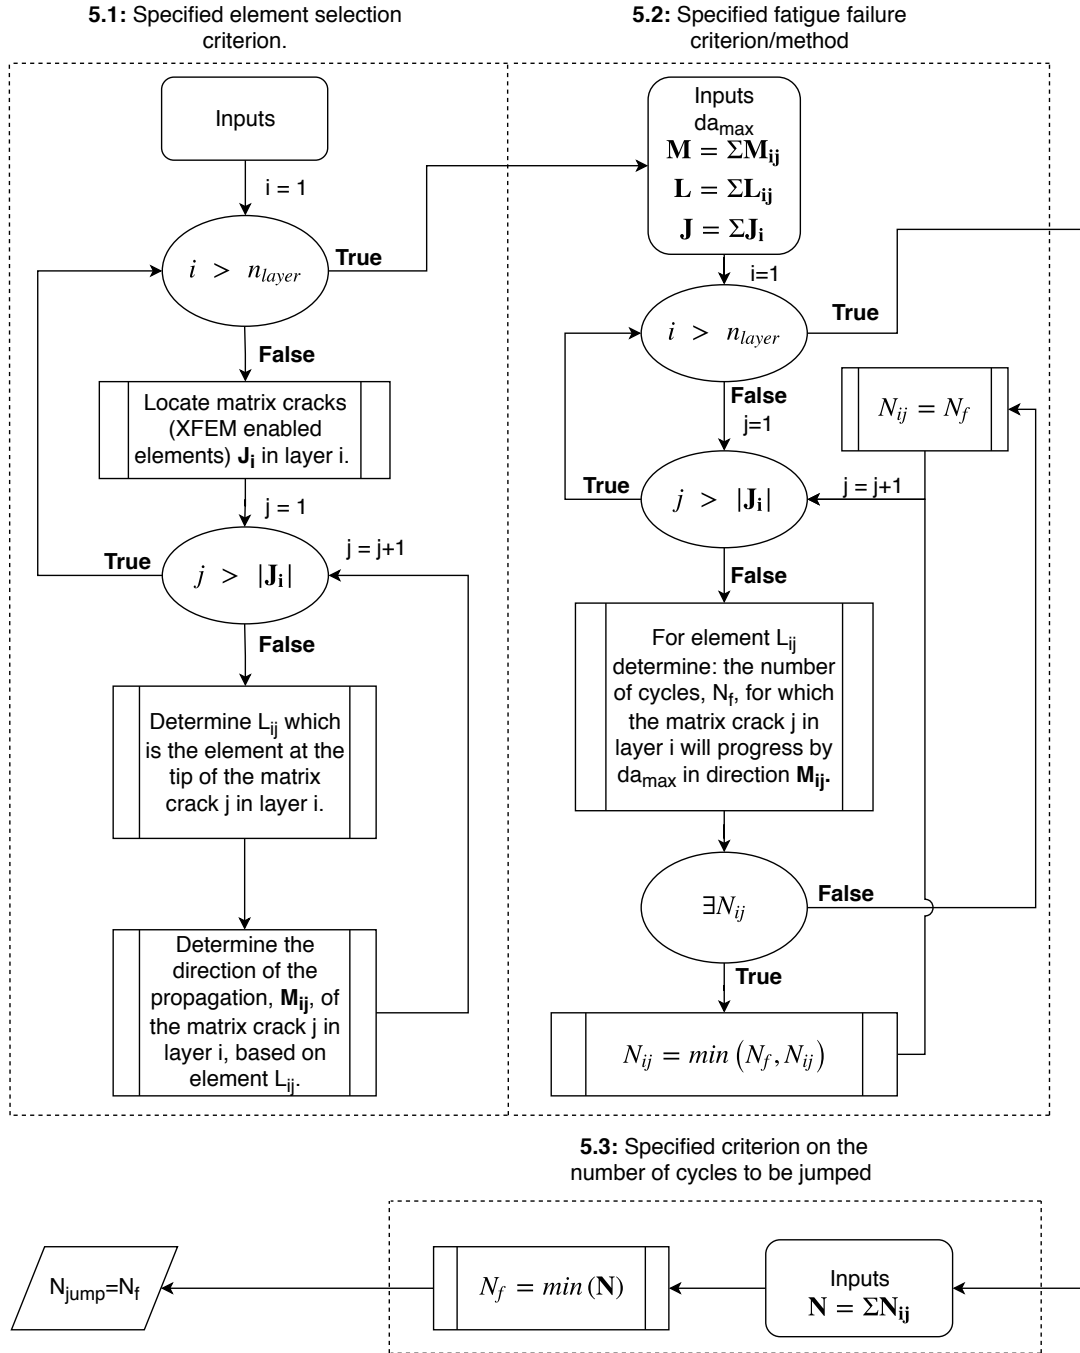 5.1: Specified element selection
criterion.
Inputs
i = 1
i > n_layer
True
False
Locate matrix cracks
(XFEM enabled
elements) J_i in layer i.
j = 1
j = j+1
True
j > |J_i|
False
Determine L_ij which
is the element at the
tip of the matrix
crack j in layer i.
Determine the
direction of the
propagation, M_ij, of
the matrix crack j in
layer i, based on
element L_ij.
5.2: Specified fatigue failure
criterion/method
Inputs
da_max
M = ΣM_ij
L = ΣL_ij
J = ΣJ_i
i=1
i > n_layer
True
False
j=1
N_ij = N_f
True
j > |J_i|
j = j+1
False
For element L_ij
determine: the number
of cycles, N_f, for which
the matrix crack j in
layer i will progress by
da_max in direction M_ij.
∃N_ij
False
True
N_ij = min (N_f, N_ij)
5.3: Specified criterion on the
number of cycles to be jumped
N_jump=N_f
N_f = min (N)
Inputs
N = ΣN_ij